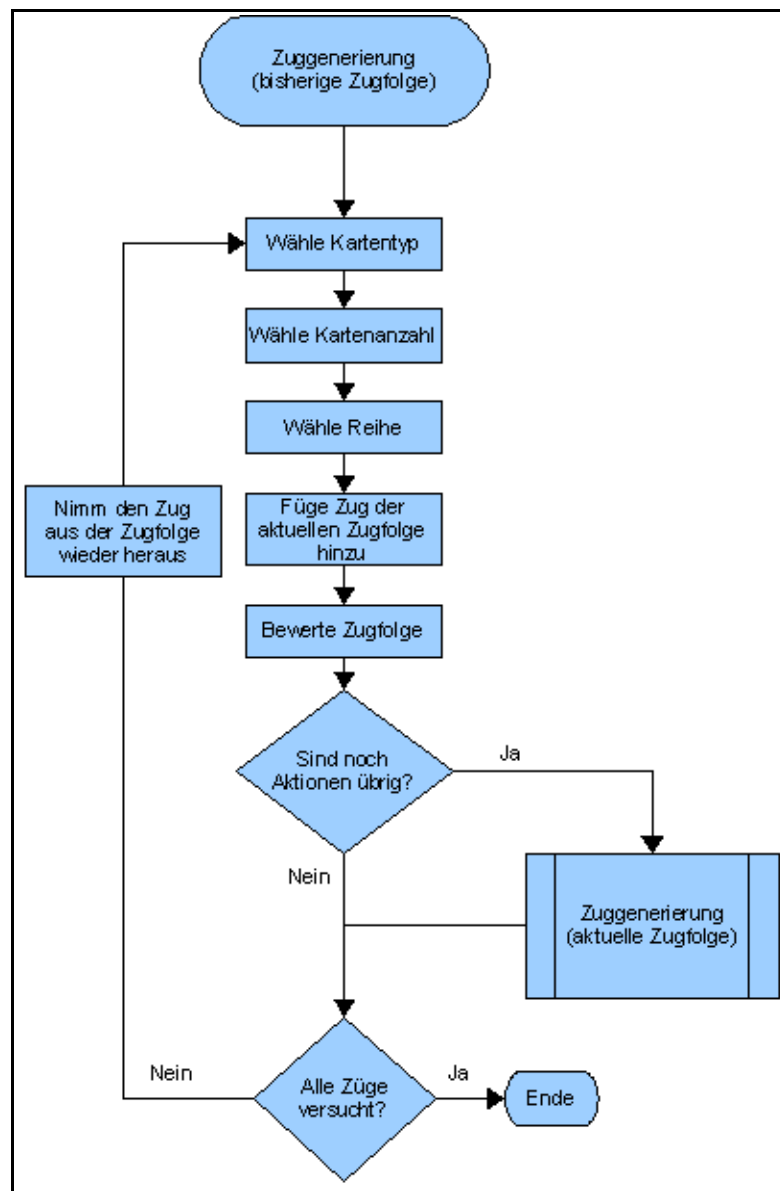 Zuggenerierung
(bisherige Zugfolge)
Wähle Kartentyp
Wähle Kartenanzahl
Wähle Reihe
Nimm den Zug
aus der Zugfolge
wieder heraus
Füge Zug der
aktuellen Zugfolge
hinzu
Bewerte Zugfolge
Sind noch
Aktionen übrig?
Ja
Nein
Zuggenerierung
(aktuelle Zugfolge)
Nein
Alle Züge
versucht?
Ja
Ende